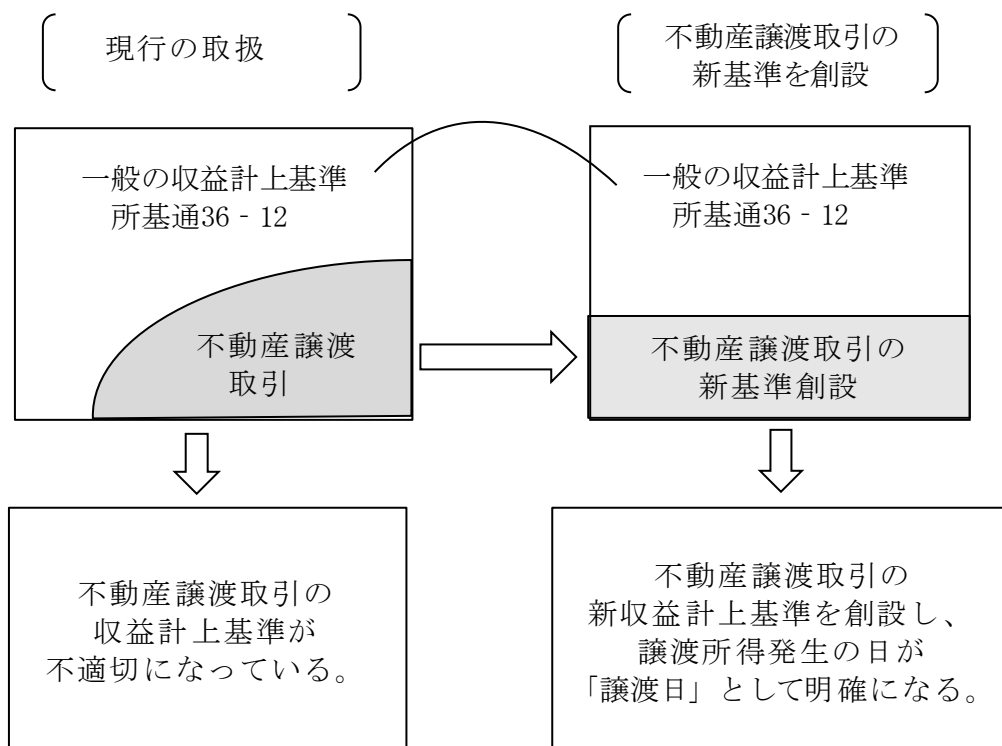 現行の取扱
不動産譲渡取引の
新基準を創設
一般の収益計上基準
所基通36‐12
不動産譲渡
取引
一般の収益計上基準
所基通36‐12
不動産譲渡取引の
新基準創設
不動産譲渡取引の
収益計上基準が
不適切になっている。
不動産譲渡取引の
新収益計上基準を創設し、
譲渡所得発生の日が
「譲渡日」として明確になる。